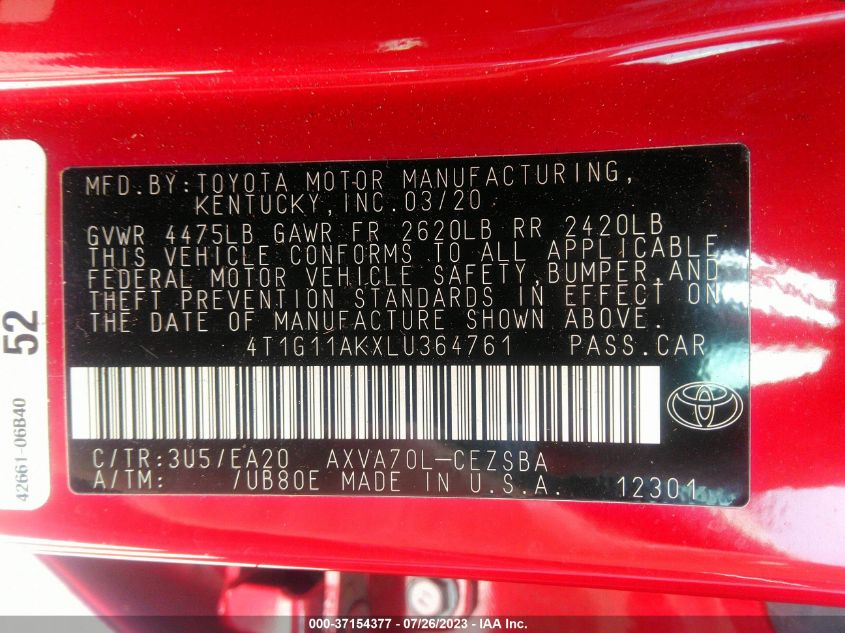 MFD.BY:TOYOTA MOTOR MANUFACTURING,
KENTUCKY,INC.03/20
GVWR 4475LB GAWR FR 2620LB RR 2420LB
THIS VEHICLE CONFORMS TO ALL APPLICABLE
FEDERAL MOTOR VEHICLE SAFETY,BUMPER,AND
THEFT PREVENTION STANDARDS IN EFFECT ON
THE DATE OF MANUFACTURE SHOWN ABOVE.
4T1G11AKXLU364761 PASS.CAR
C/TR:3U5/EA20 AXVA70L-CEZSBA
A/TM: /UB80E MADE IN U.S.A. 12301
52
42661-06B40
000-37154377 - 07/26/2023 - IAA